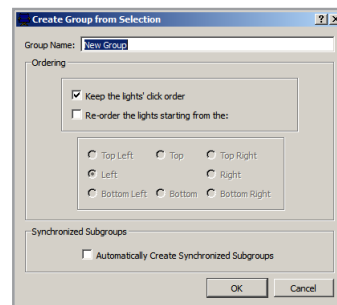 Create Group from Selection
Group Name: New Group
Ordering
Keep the lights' click order
Re-order the lights starting from the:
Top Left Top Top Right
Left Right
Bottom Left Bottom Bottom Right
Synchronized Subgroups
Automatically Create Synchronized Subgroups
OK Cancel